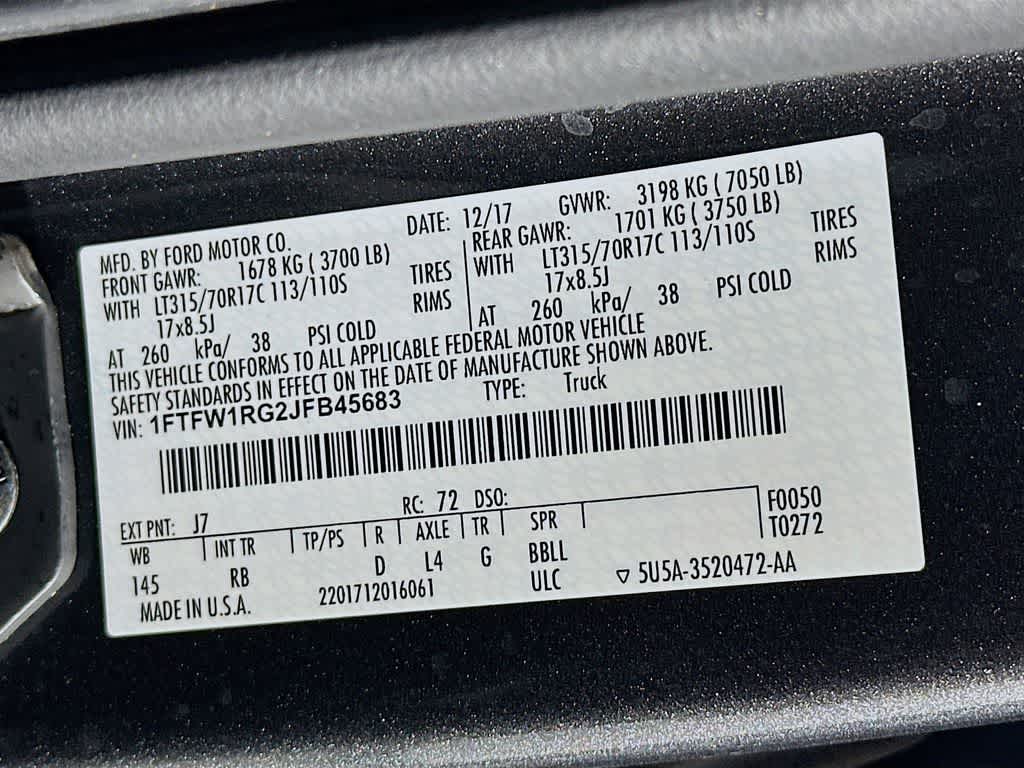 MFD. BY FORD MOTOR CO. DATE: 12/17 GVWR: 3198 KG ( 7050 LB)
FRONT GAWR: 1678 KG ( 3700 LB) REAR GAWR: 1701 KG ( 3750 LB)
WITH LT315/70R17C 113/110S TIRES WITH LT315/70R17C 113/110S TIRES
17x8.5J RIMS 17x8.5J RIMS
AT 260 kPa/ 38 PSI COLD AT 260 kPa/ 38 PSI COLD
THIS VEHICLE CONFORMS TO ALL APPLICABLE FEDERAL MOTOR VEHICLE
SAFETY STANDARDS IN EFFECT ON THE DATE OF MANUFACTURE SHOWN ABOVE.
VIN: 1FTFW1RG2JFB45683 TYPE: Truck
EXT PNT: J7 RC: 72 DSO: F0050
WB INT TR TP/PS R AXLE TR SPR T0272
145 RB D L4 G BBLL
MADE IN U.S.A. 2201712016061 ULC ▽ 5U5A-3520472-AA